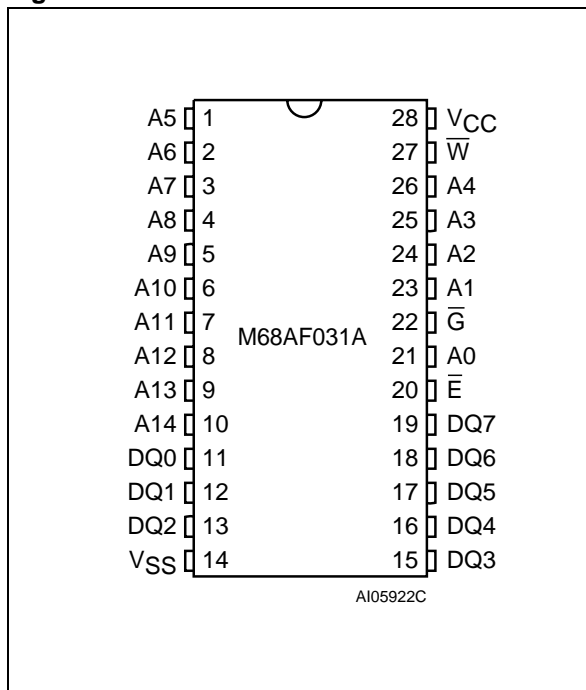 A5 1 28 VCC
A6 2 27 W̅
A7 3 26 A4
A8 4 25 A3
A9 5 24 A2
A10 6 23 A1
A11 7 22 G̅
M68AF031A
A12 8 21 A0
A13 9 20 E̅
A14 10 19 DQ7
DQ0 11 18 DQ6
DQ1 12 17 DQ5
DQ2 13 16 DQ4
VSS 14 15 DQ3
AI05922C